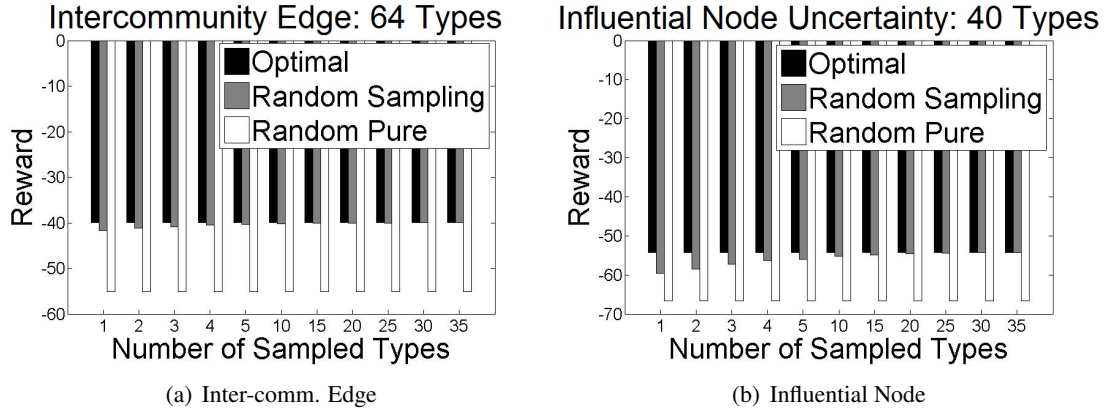 Intercommunity Edge: 64 Types
0
-10
-20
-30
-40
-50
-60
Reward
Optimal
Random Sampling
Random Pure
1 2 3 4 5 10 15 20 25 30 35
Number of Sampled Types
(a) Inter-comm. Edge
Influential Node Uncertainty: 40 Types
0
-10
-20
-30
-40
-50
-60
-70
Reward
Optimal
Random Sampling
Random Pure
1 2 3 4 5 10 15 20 25 30 35
Number of Sampled Types
(b) Influential Node